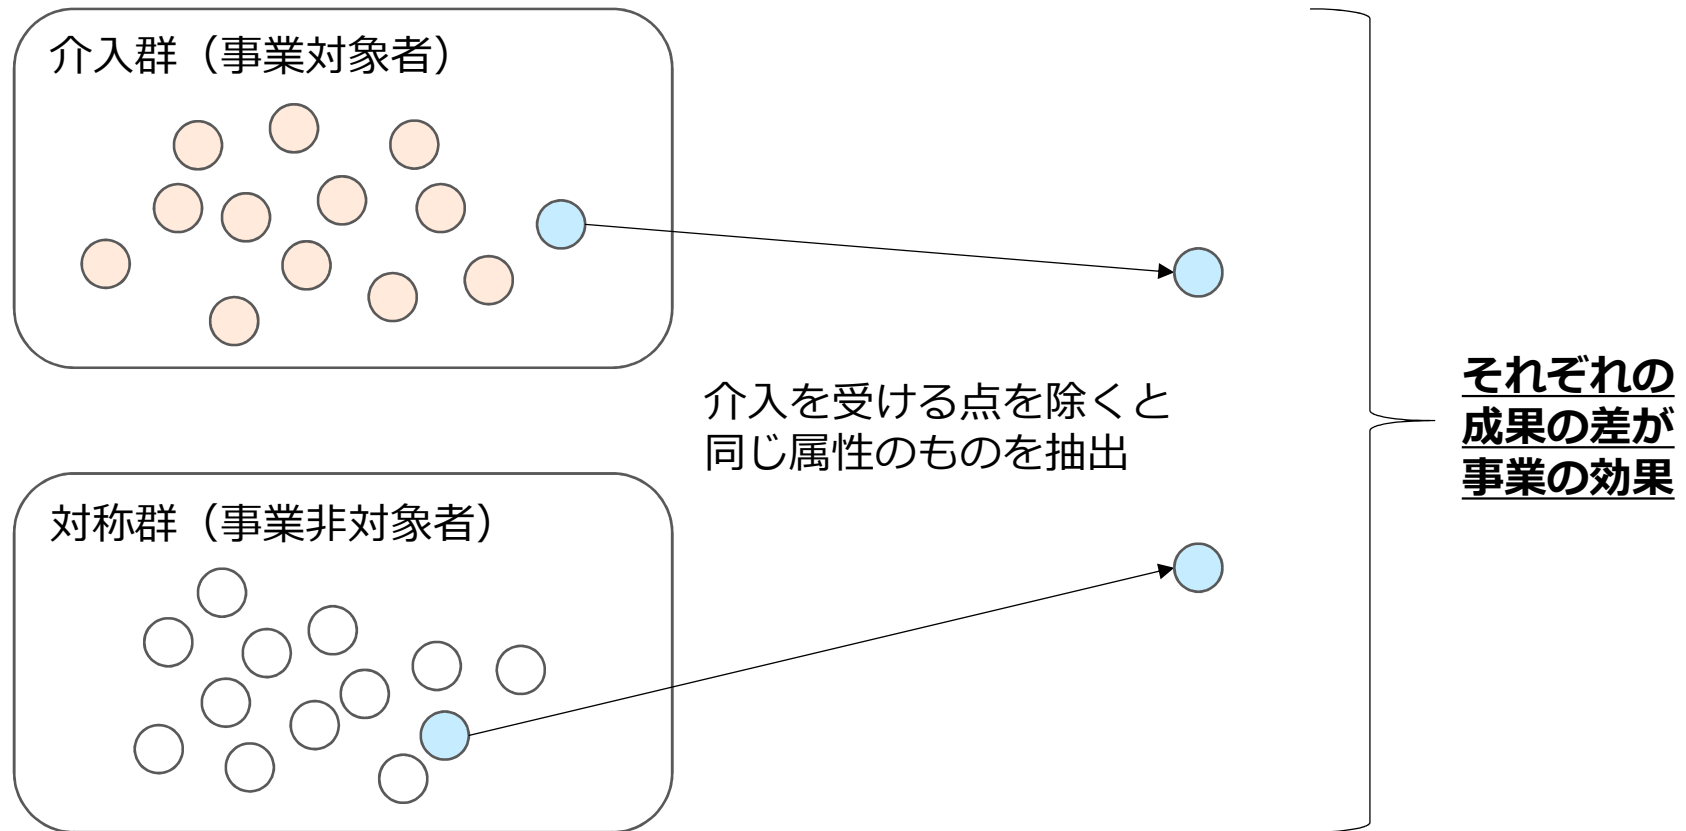 介入群（事業対象者）
介入を受ける点を除くと
同じ属性のものを抽出
対称群（事業非対象者）
それぞれの
成果の差が
事業の効果